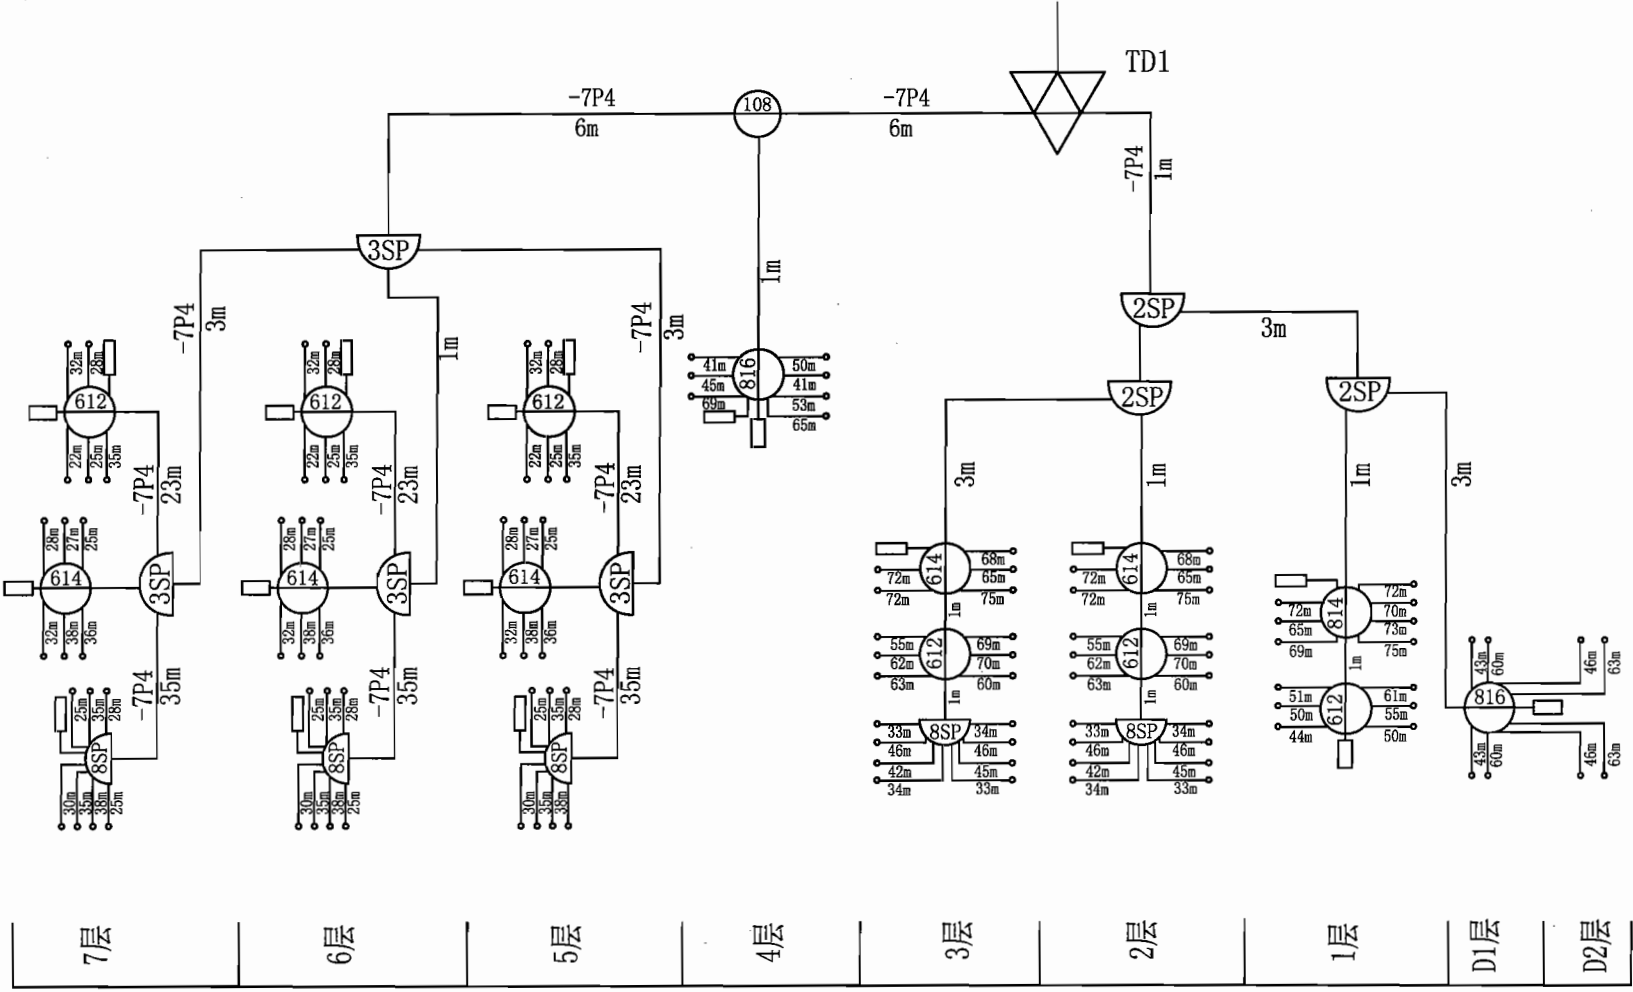 TD1
-7P4
6m
108
-7P4
6m
-7P4
1m
3SP
-7P4
3m
1m
-7P4
3m
1m
2SP
3m
2SP
2SP
32m
28m
612
22m
25m
35m
-7P4
23m
28m
27m
25m
614
32m
38m
36m
3SP
-7P4
35m
25m
35m
28m
8SP
30m
35m
38m
25m
32m
28m
612
22m
25m
35m
-7P4
23m
28m
27m
25m
614
32m
38m
36m
3SP
-7P4
35m
25m
35m
28m
8SP
30m
35m
38m
25m
32m
28m
612
22m
25m
35m
-7P4
23m
28m
27m
25m
614
32m
38m
36m
3SP
-7P4
35m
25m
35m
28m
8SP
30m
35m
38m
816
41m
45m
69m
50m
41m
53m
65m
3m
614
72m
72m
68m
65m
75m
1m
612
55m
62m
63m
69m
70m
60m
1m
8SP
33m
46m
42m
34m
34m
46m
45m
33m
1m
614
72m
72m
68m
65m
75m
1m
612
55m
62m
63m
69m
70m
60m
1m
8SP
33m
46m
42m
34m
34m
46m
45m
33m
1m
814
72m
65m
69m
72m
70m
73m
75m
1m
612
51m
50m
44m
61m
55m
50m
3m
43m
60m
46m
63m
816
43m
60m
46m
63m
7层
6层
5层
4层
3层
2层
1层
D1层
D2层